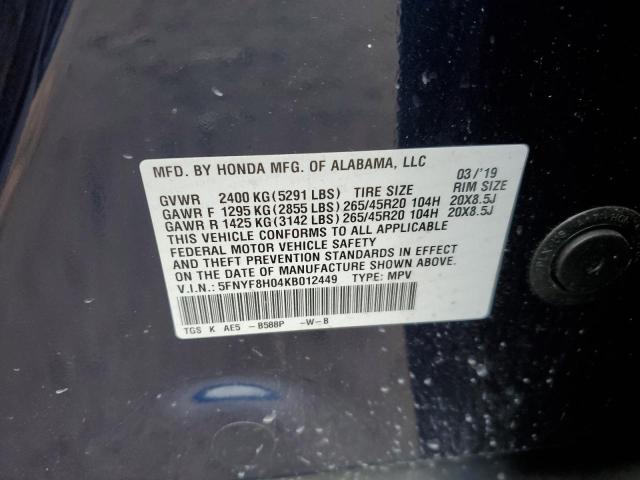 MFD. BY HONDA MFG. OF ALABAMA, LLC 03/'19
GVWR 2400 KG(5291 LBS) TIRE SIZE RIM SIZE
GAWR F 1295 KG(2855 LBS) 265/45R20 104H 20X8.5J
GAWR R 1425 KG(3142 LBS) 265/45R20 104H 20X8.5J
THIS VEHICLE CONFORMS TO ALL APPLICABLE
FEDERAL MOTOR VEHICLE SAFETY
AND THEFT PREVENTION STANDARDS IN EFFECT
ON THE DATE OF MANUFACTURE SHOWN ABOVE.
V.I.N.: 5FNYF8H04KB012449 TYPE: MPV
TGS K AE5 - B588P -W-B